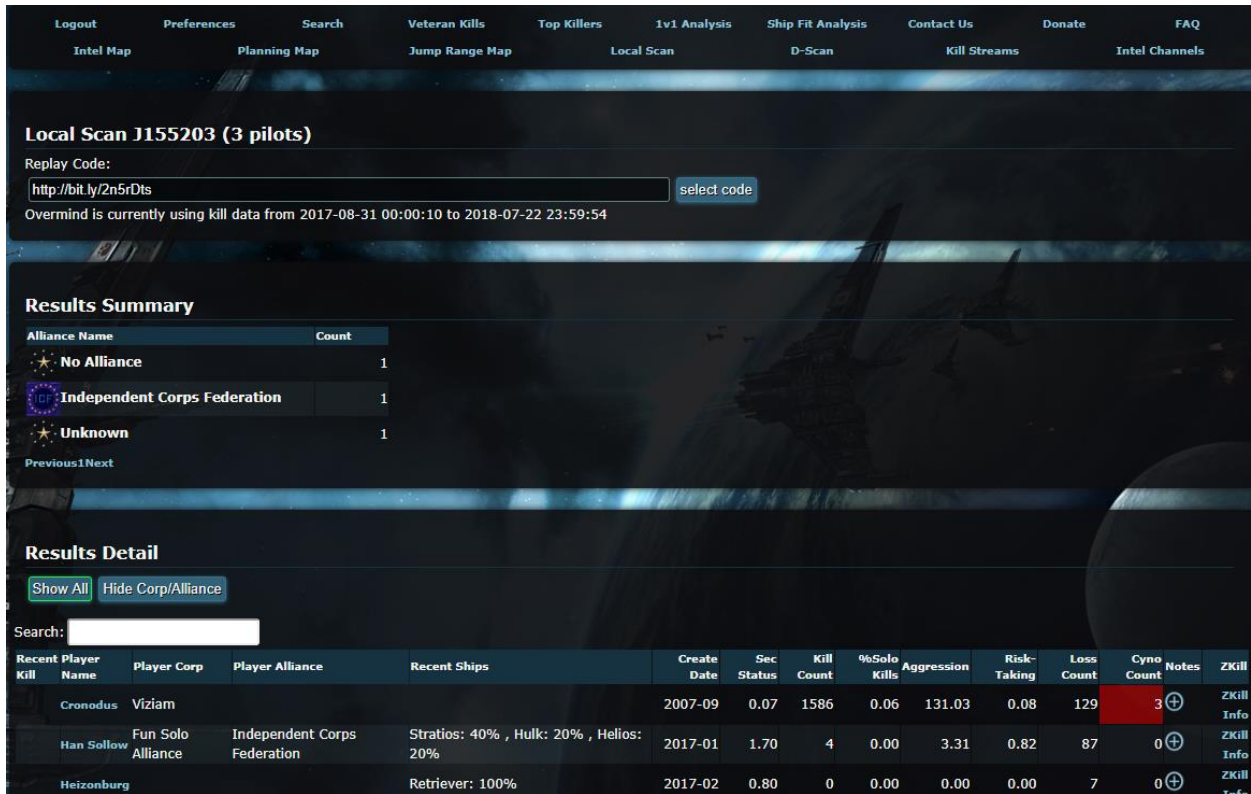 Logout Preferences Search Veteran Kills Top Killers 1v1 Analysis Ship Fit Analysis Contact Us Donate FAQ
Intel Map Planning Map Jump Range Map Local Scan D-Scan Kill Streams Intel Channels
Local Scan J155203 (3 pilots)
Replay Code:
http://bit.ly/2n5rDts select code
Overmind is currently using kill data from 2017-08-31 00:00:10 to 2018-07-22 23:59:54
Results Summary
Alliance Name Count
No Alliance 1
ICF Independent Corps Federation 1
Unknown 1
Previous1Next
Results Detail
Show All Hide Corp/Alliance
Search:
Recent Kill Player Name Player Corp Player Alliance Recent Ships Create Date Sec Status Kill Count %Solo Kills Aggression Risk-Taking Loss Count Cyno Count Notes ZKill
Cronodus Viziam 2007-09 0.07 1586 0.06 131.03 0.08 129 3 ZKill Info
Han Sollow Fun Solo Alliance Independent Corps Federation Stratios: 40% , Hulk: 20% , Helios: 20% 2017-01 1.70 4 0.00 3.31 0.82 87 0 ZKill Info
Heizonburg Retriever: 100% 2017-02 0.80 0 0.00 0.00 0.00 7 0 ZKill Info